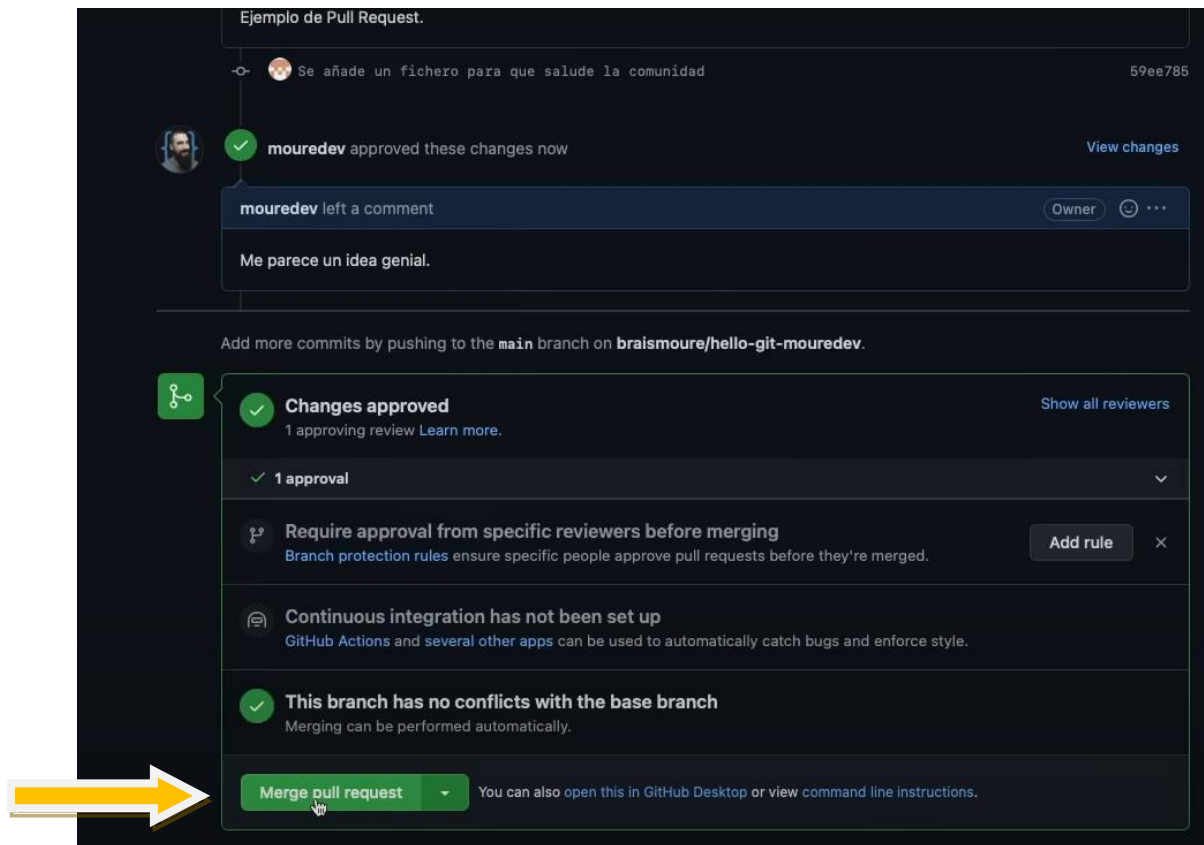 Ejemplo de Pull Request.
Se añade un fichero para que salude la comunidad 59ee785
mouredev approved these changes now View changes
mouredev left a comment Owner
Me parece un idea genial.
Add more commits by pushing to the main branch on braismoure/hello-git-mouredev.
Changes approved Show all reviewers
1 approving review Learn more.
1 approval
Require approval from specific reviewers before merging Add rule
Branch protection rules ensure specific people approve pull requests before they're merged.
Continuous integration has not been set up
GitHub Actions and several other apps can be used to automatically catch bugs and enforce style.
This branch has no conflicts with the base branch
Merging can be performed automatically.
Merge pull request You can also open this in GitHub Desktop or view command line instructions.